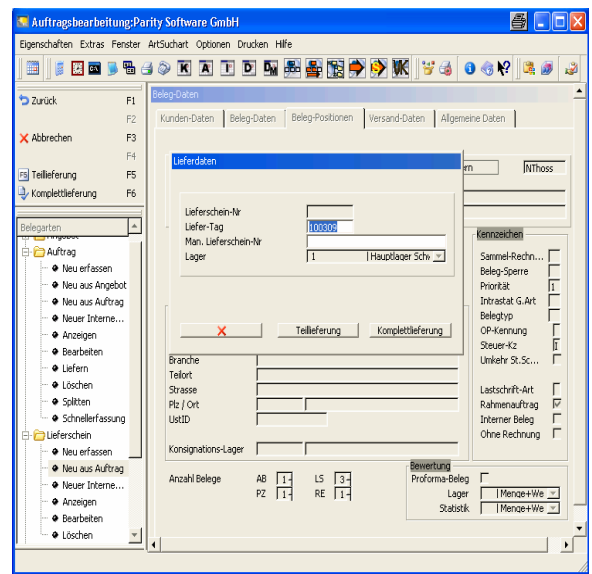 Auftragsbearbeitung:Parity Software GmbH
Eigenschaften Extras Fenster ArtSuchart Optionen Drucken Hilfe
K A T D DM WK
Zurück F1
F2
Abbrechen F3
F4
F5 Teillieferung F5
Komplettlieferung F6
Belegarten
Auftrag
Neu erfassen
Neu aus Angebot
Neu aus Auftrag
Neuer Interne...
Anzeigen
Bearbeiten
Liefern
Löschen
Splitten
Schnellerfassung
Lieferschein
Neu erfassen
Neu aus Auftrag
Neuer Interne...
Anzeigen
Bearbeiten
Löschen
Beleg-Daten
Kunden-Daten Beleg-Daten Beleg-Positionen Versand-Daten Allgemeine Daten
NThoss
Lieferdaten
Lieferschein-Nr
Liefer-Tag 100309
Man. Lieferschein-Nr
Lager 1 Hauptlager Schw
Teillieferung Komplettlieferung
Branche
Teilort
Strasse
Plz / Ort
UstID
Konsignations-Lager
Anzahl Belege AB 1- LS 3-
PZ 1- RE 1-
Kennzeichen
Sammel-Rechn...
Beleg-Sperre
Priorität 1
Intrastat G.Art
Belegtyp
OP-Kennung
Steuer-Kz I
Umkehr St.Sc...
Lastschrift-Art
Rahmenauftrag
Interner Beleg
Ohne Rechnung
Bewertung
Proforma-Beleg
Lager Menge+We
Statistik Menge+We